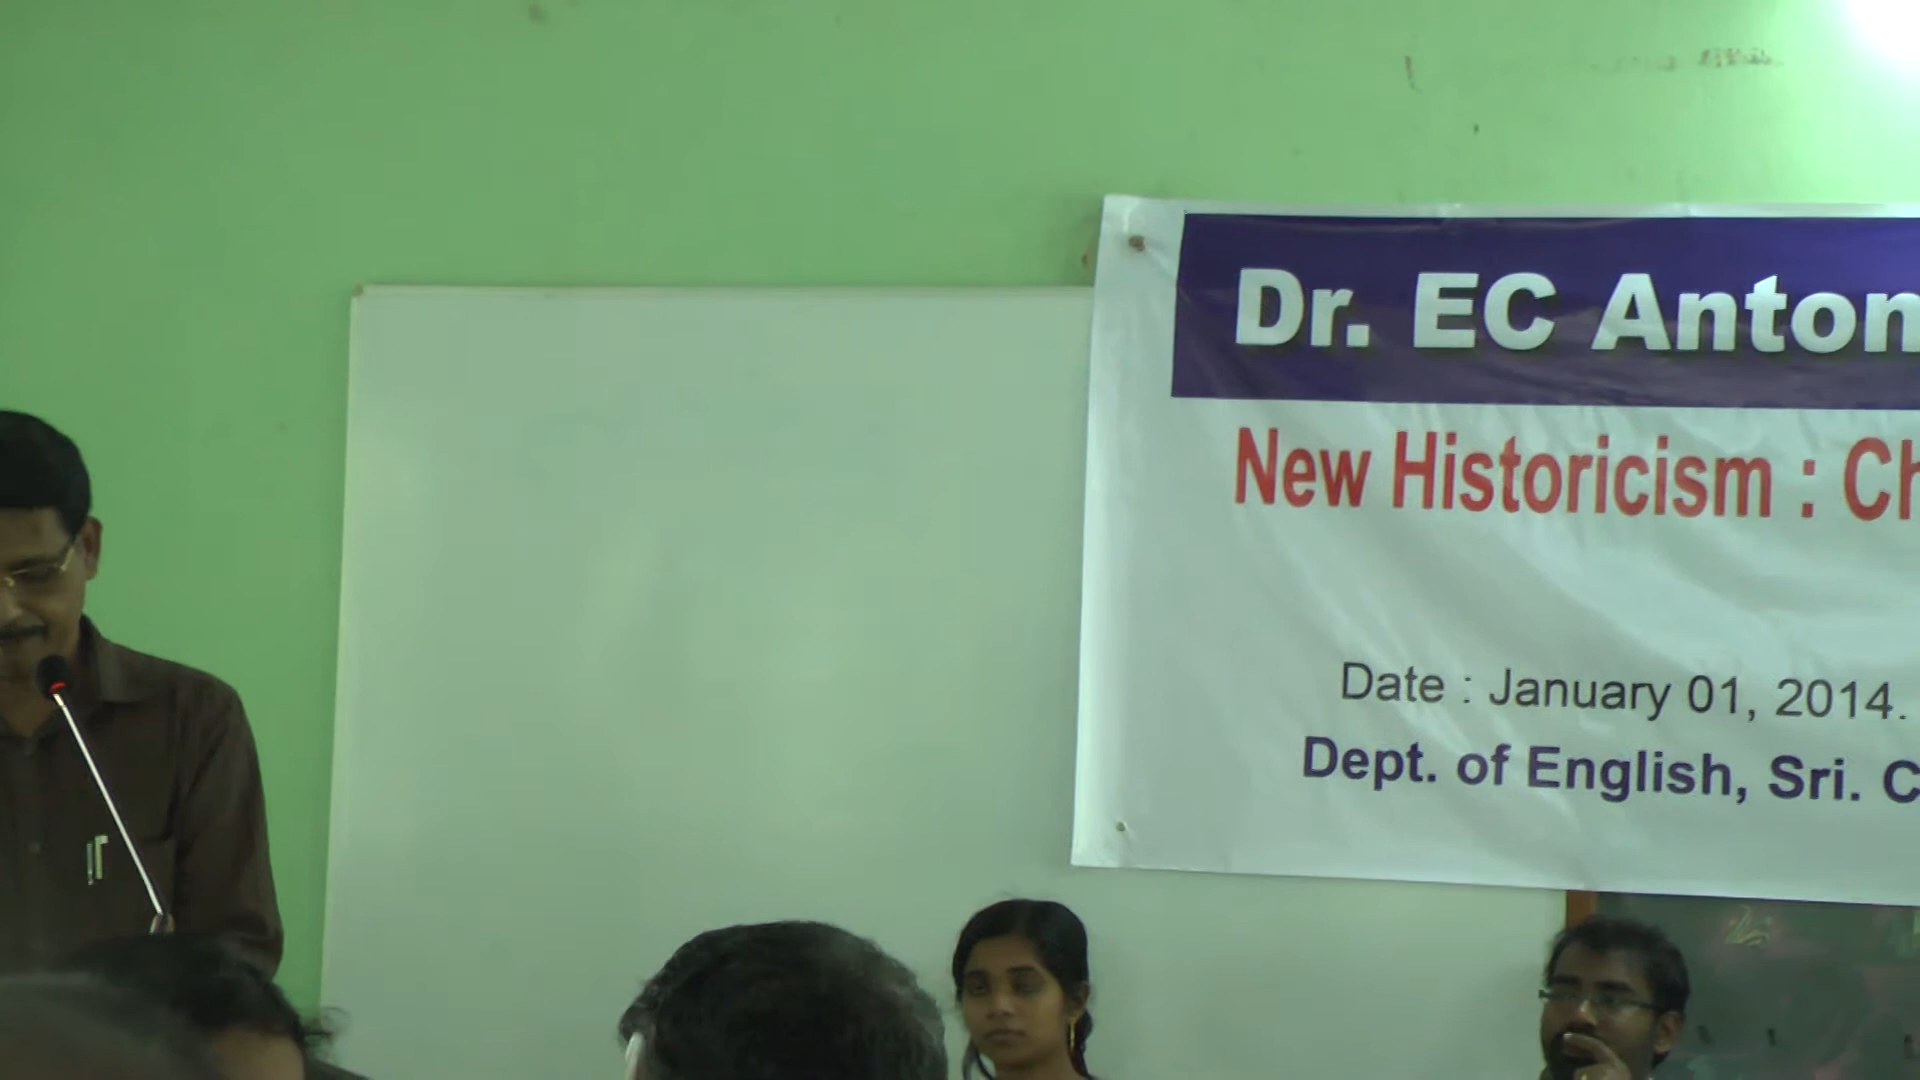 Dr. EC Anton
New Historicism : Ch
Date : January 01, 2014.
Dept. of English, Sri. C